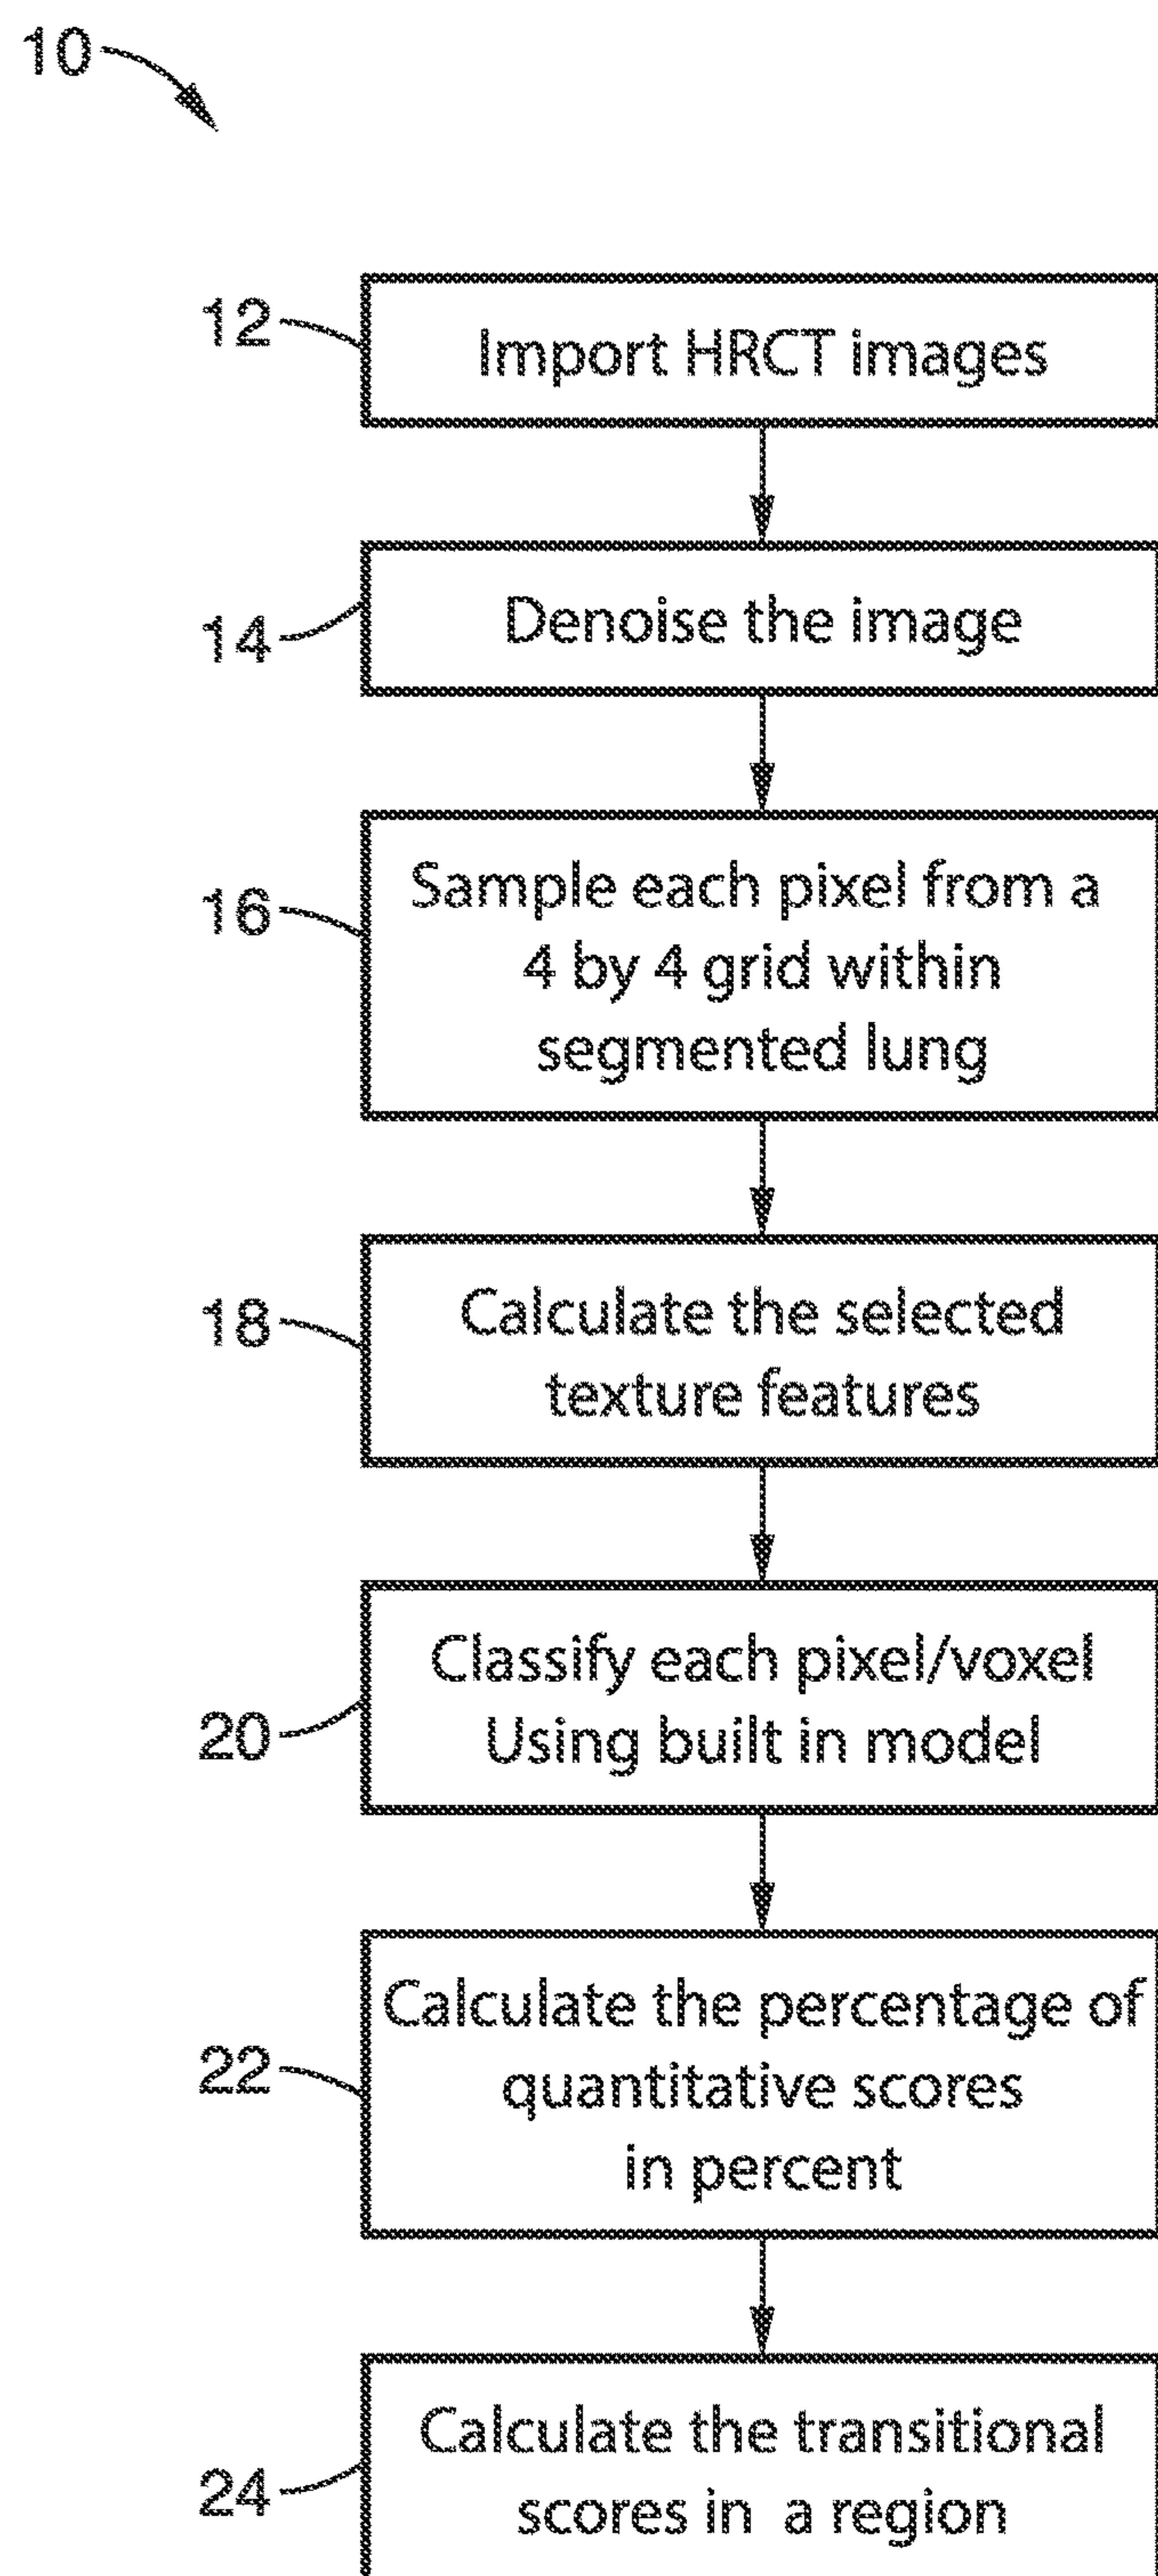 10
12
Import HRCT images
14
Denoise the image
16
Sample each pixel from a
4 by 4 grid within
segmented lung
18
Calculate the selected
texture features
20
Classify each pixel/voxel
Using built in model
22
Calculate the percentage of
quantitative scores
in percent
24
Calculate the transitional
scores in a region